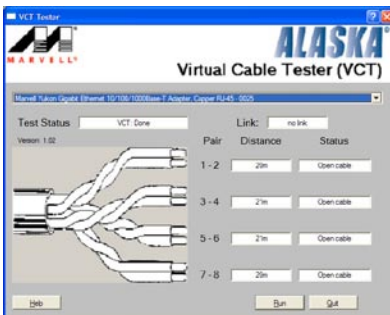 VCT Tester
MARVELL
ALASKA
Virtual Cable Tester (VCT)
Marvell Yukon Gigabit Ethernet 10/100/1000Base-T Adapter, Copper RJ-45 - 0025
Test Status
VCT: Done
Link:
no link
Version: 1.02
Pair
Distance
Status
1 - 2
20m
Open cable
3 - 4
21m
Open cable
5 - 6
21m
Open cable
7 - 8
20m
Open cable
Help
Run
Quit